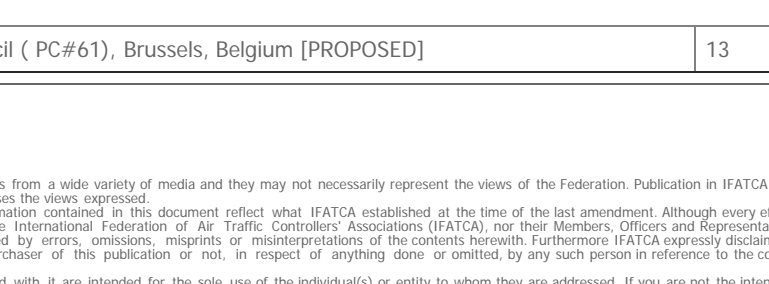 cil ( PC#61), Brussels, Belgium [PROPOSED] 13
s from a wide variety of media and they may not necessarily represent the views of the Federation. Publication in IFATCA
ses the views expressed.
mation contained in this document reflect what IFATCA established at the time of the last amendment. Although every ef
e International Federation of Air Traffic Controllers' Associations (IFATCA), nor their Members, Officers and Representa
ed by errors, omissions, misprints or misinterpretations of the contents herewith. Furthermore IFATCA expressly disclaim
rchaser of this publication or not, in respect of anything done or omitted, by any such person in reference to the co
d with it are intended for the sole use of the individual(s) or entity to whom they are addressed. If you are not the inten